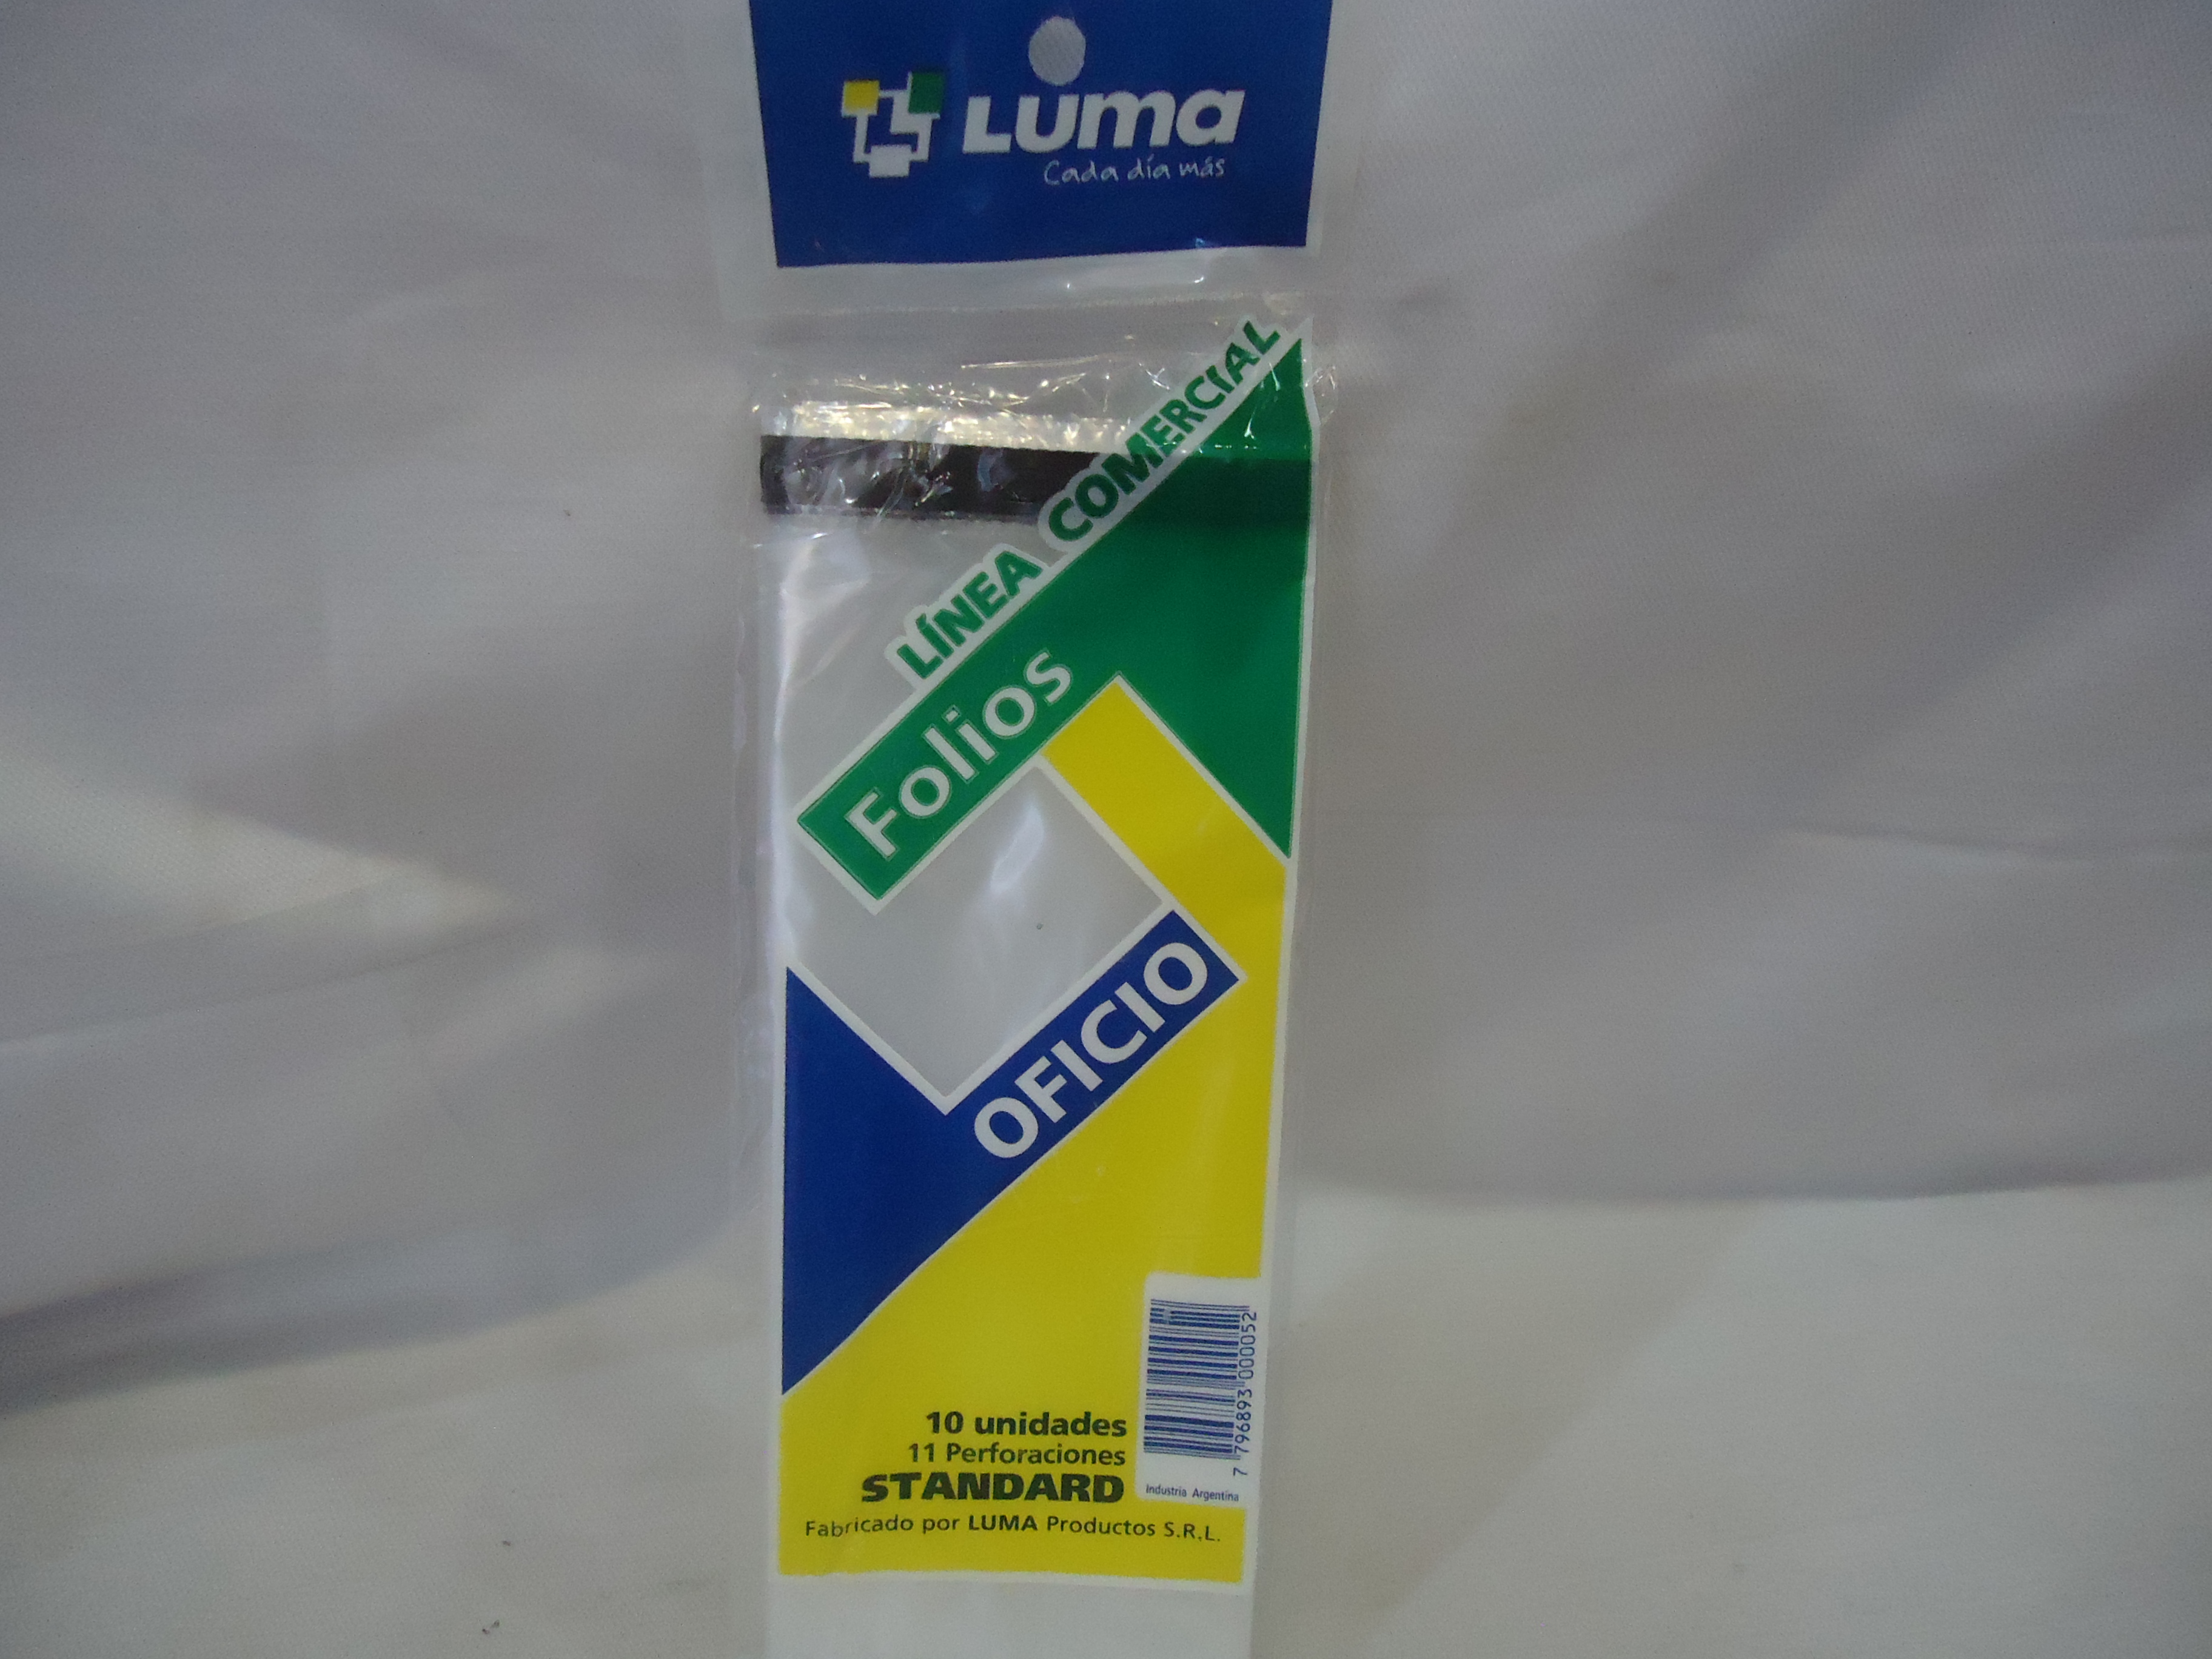 Luma
Cada día más
LÍNEA COMERCIAL
Folios
OFICIO
10 unidades
11 Perforaciones
STANDARD
Fabricado por LUMA Productos S.R.L.
7 796893 000052
Industria Argentina